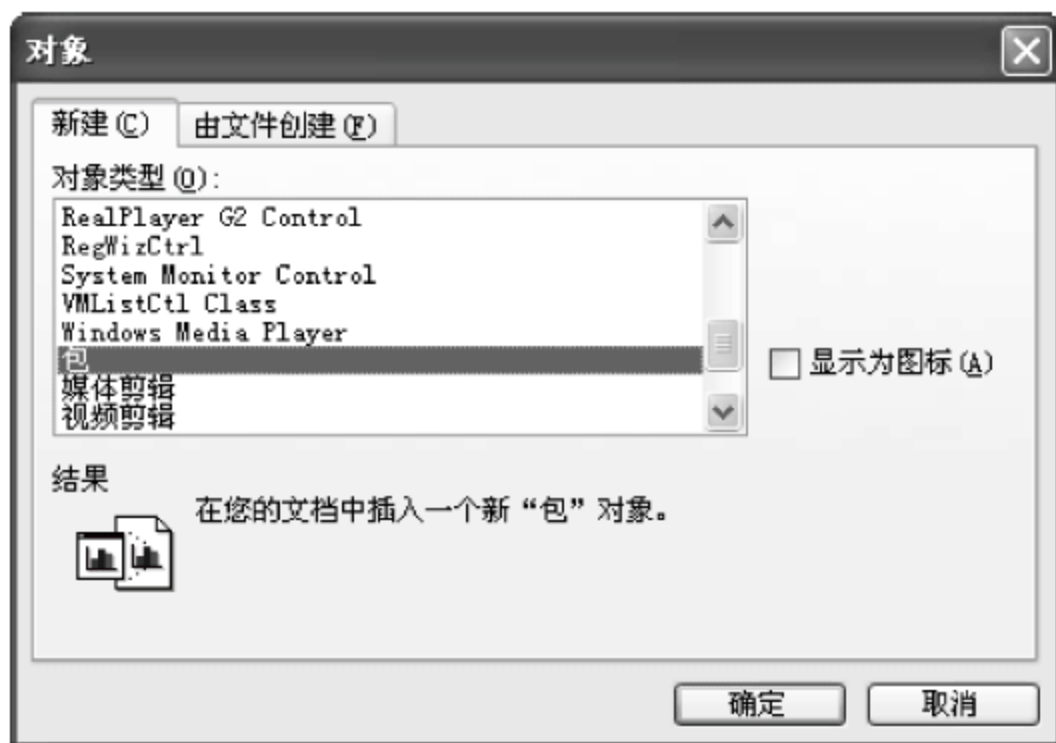 对象
新建(C) 由文件创建(F)
对象类型(O):
RealPlayer G2 Control
RegWizCtrl
System Monitor Control
VMListCtl Class
Windows Media Player
包
媒体剪辑
视频剪辑
显示为图标(A)
结果
在您的文档中插入一个新“包”对象。
确定 取消